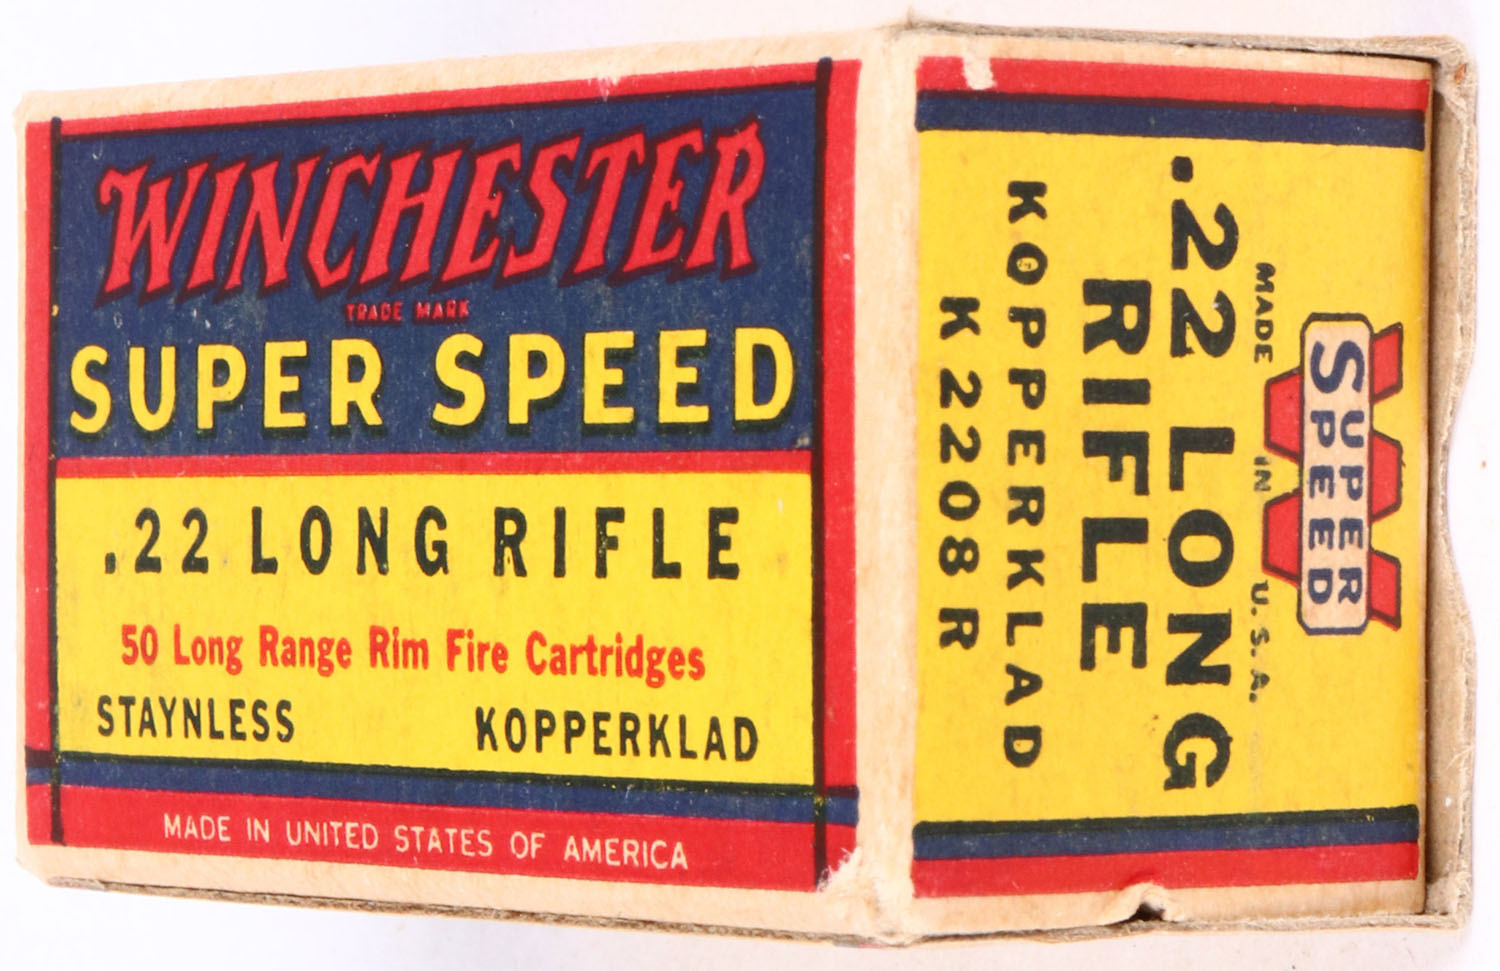 WINCHESTER
TRADE MARK
SUPER SPEED
.22 LONG RIFLE
50 Long Range Rim Fire Cartridges
STAYNLESS KOPPERKLAD
MADE IN UNITED STATES OF AMERICA
W
SUPER
SPEED
MADE IN U.S.A.
.22 LONG
RIFLE
KOPPERKLAD
K2208R